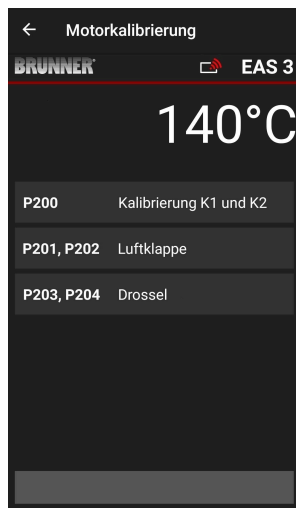 Motorkalibrierung
BRUNNER® EAS 3
140°C
P200 Kalibrierung K1 und K2
P201, P202 Luftklappe
P203, P204 Drossel